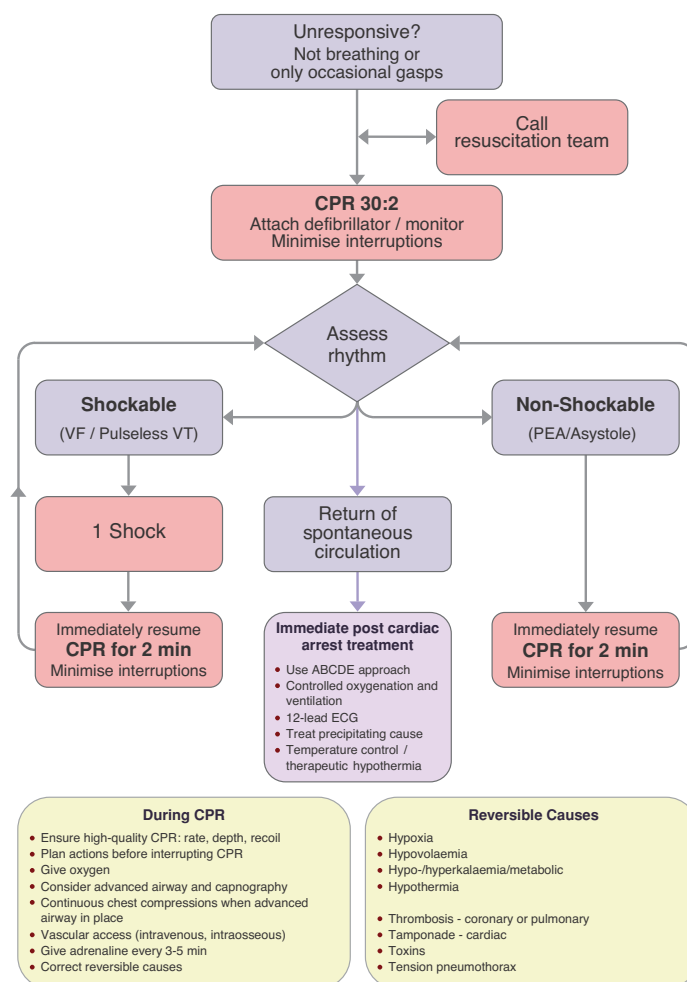 Unresponsive?
Not breathing or
only occasional gasps
Call
resuscitation team
CPR 30:2
Attach defibrillator / monitor
Minimise interruptions
Assess
rhythm
Shockable
(VF / Pulseless VT)
Non-Shockable
(PEA/Asystole)
1 Shock
Return of
spontaneous
circulation
Immediately resume
CPR for 2 min
Minimise interruptions
Immediate post cardiac
arrest treatment
• Use ABCDE approach
• Controlled oxygenation and
ventilation
• 12-lead ECG
• Treat precipitating cause
• Temperature control /
therapeutic hypothermia
Immediately resume
CPR for 2 min
Minimise interruptions
During CPR
• Ensure high-quality CPR: rate, depth, recoil
• Plan actions before interrupting CPR
• Give oxygen
• Consider advanced airway and capnography
• Continuous chest compressions when advanced
airway in place
• Vascular access (intravenous, intraosseous)
• Give adrenaline every 3-5 min
• Correct reversible causes
Reversible Causes
• Hypoxia
• Hypovolaemia
• Hypo-/hyperkalaemia/metabolic
• Hypothermia
• Thrombosis - coronary or pulmonary
• Tamponade - cardiac
• Toxins
• Tension pneumothorax